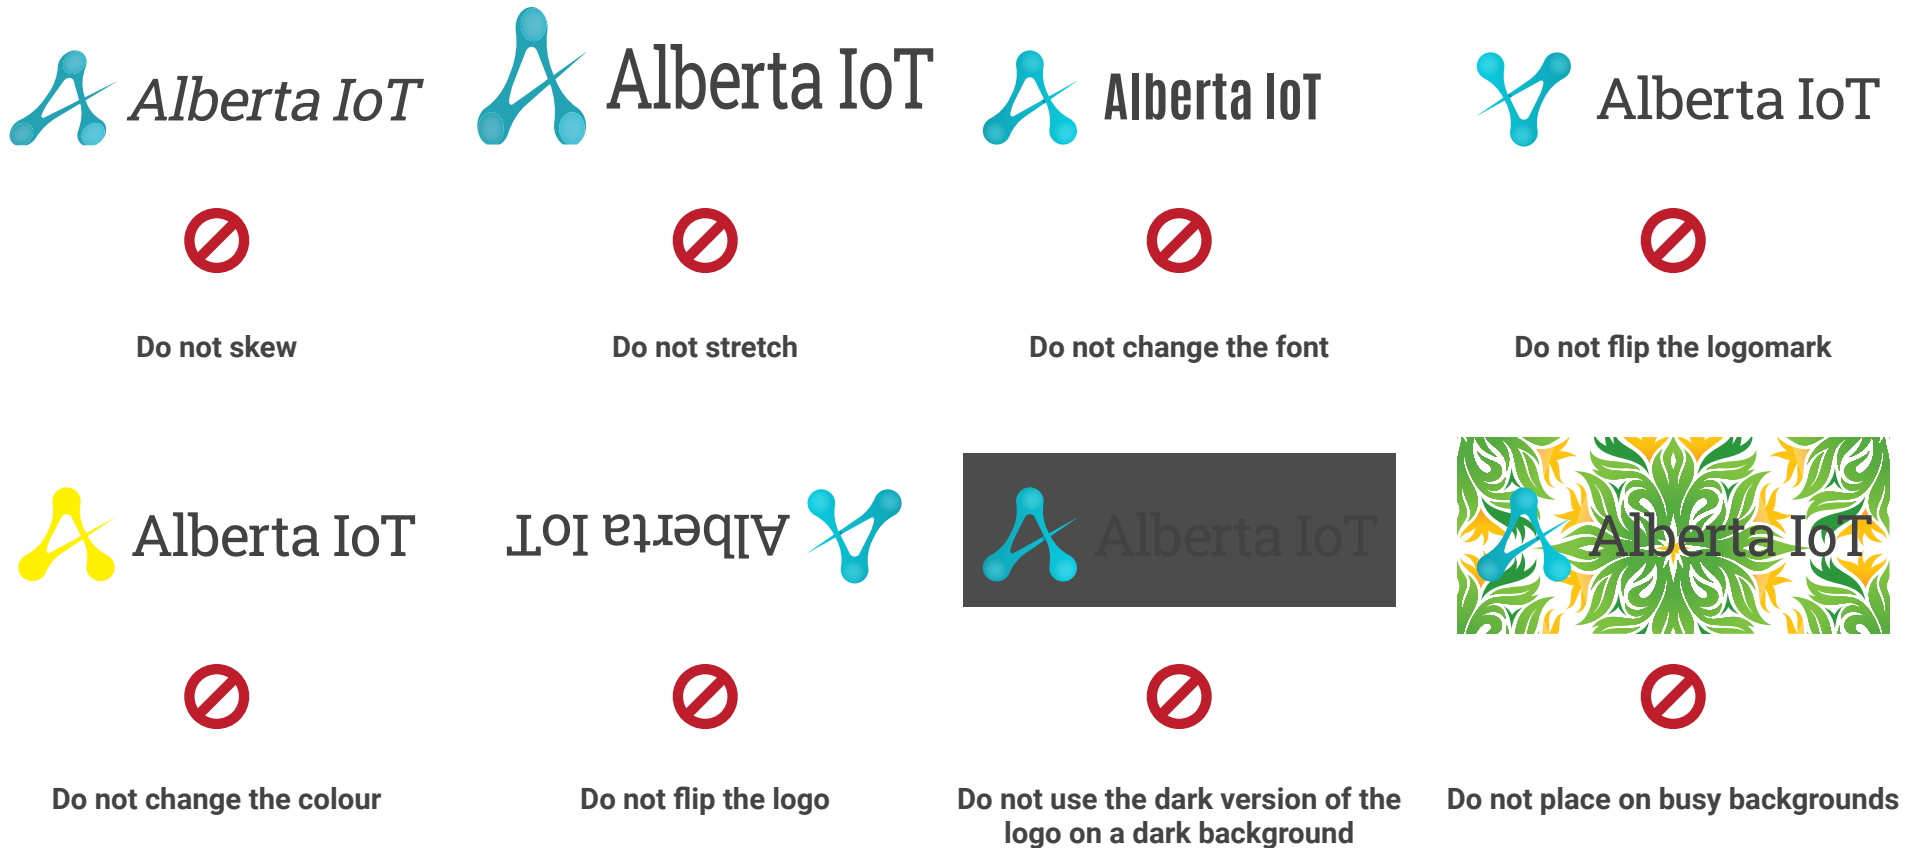 Alberta IoT
Alberta IoT
Alberta IoT
Alberta IoT
Do not skew
Do not stretch
Do not change the font
Do not flip the logomark
Alberta IoT
Alberta IoT
Alberta IoT
Alberta IoT
Do not change the colour
Do not flip the logo
Do not use the dark version of the
logo on a dark background
Do not place on busy backgrounds